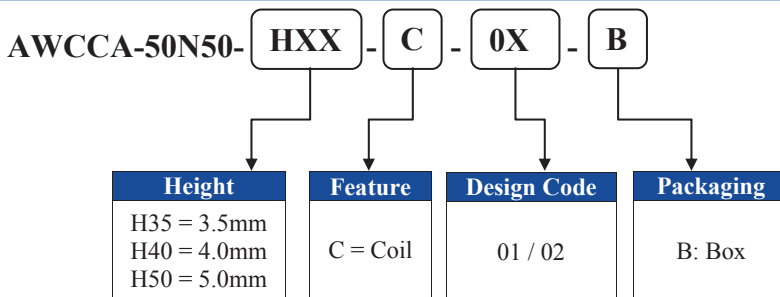 AWCCA-50N50- HXX - C - 0X - B
Height Feature Design Code Packaging
H35 = 3.5mm
H40 = 4.0mm
H50 = 5.0mm
C = Coil
01 / 02
B: Box